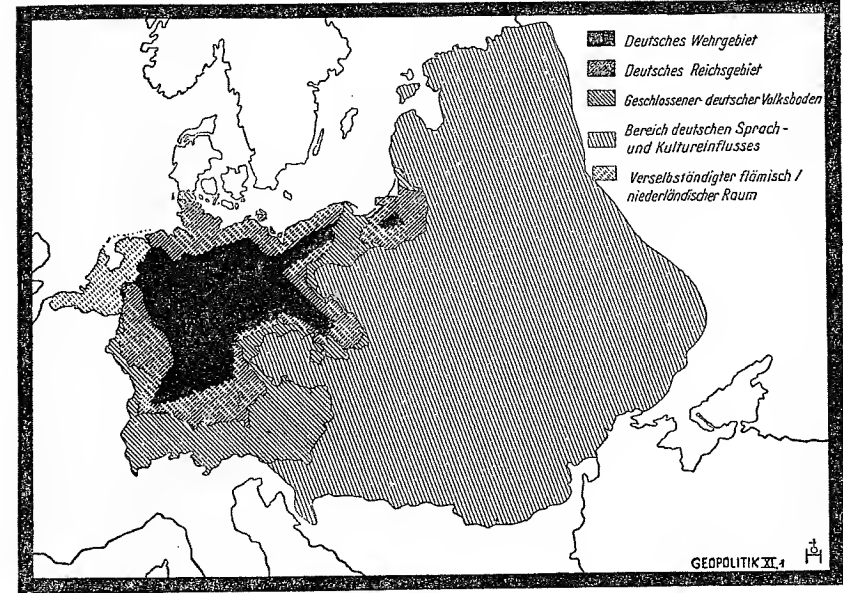 Deutsches Wehrgebiet
Deutsches Reichsgebiet
Geschlossener deutscher Volksboden
Bereich deutschen Sprach-
und Kultureinflusses
Verselbständigter flämisch /
niederländischer Raum
GEOPOLITIK XI,1